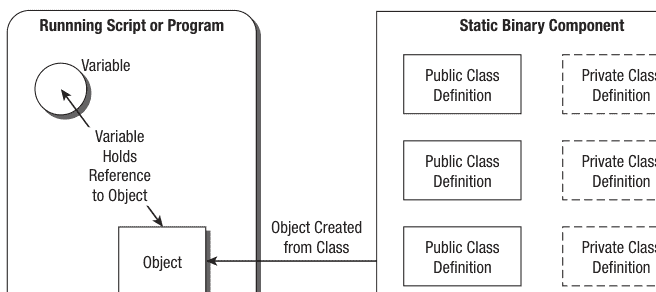 Runnning Script or Program
Variable
Variable
Holds
Reference
to Object
Object
Object Created
from Class
Static Binary Component
Public Class
Definition
Private Clas
Definition
Public Class
Definition
Private Clas
Definition
Public Class
Definition
Private Clas
Definition